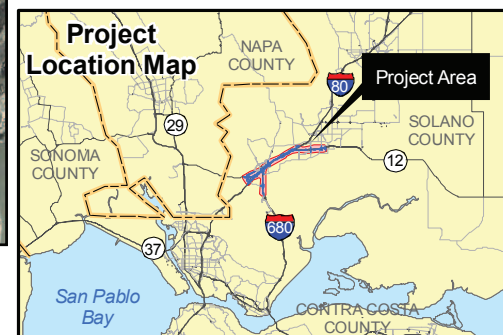 Project
Location Map
NAPA
COUNTY
80
Project Area
29
SOLANO
COUNTY
SONOMA
COUNTY
12
680
37
San Pablo
Bay
CONTRA COSTA
COUNTY